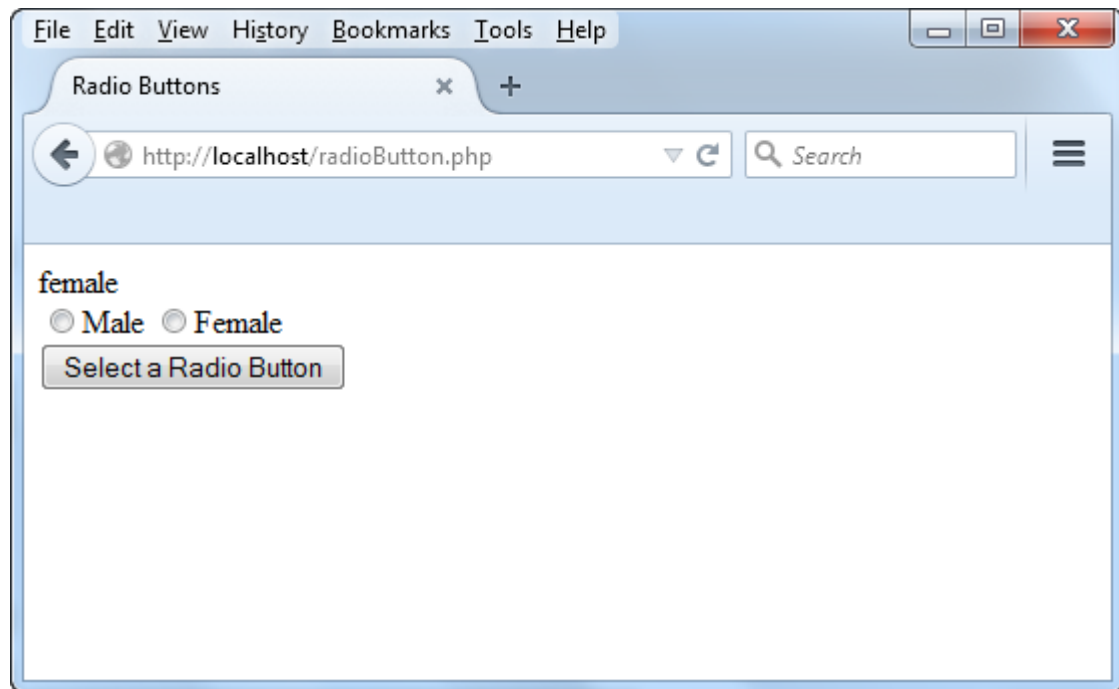 File Edit View History Bookmarks Tools Help
Radio Buttons
http://localhost/radioButton.php
Search
female
Male Female
Select a Radio Button